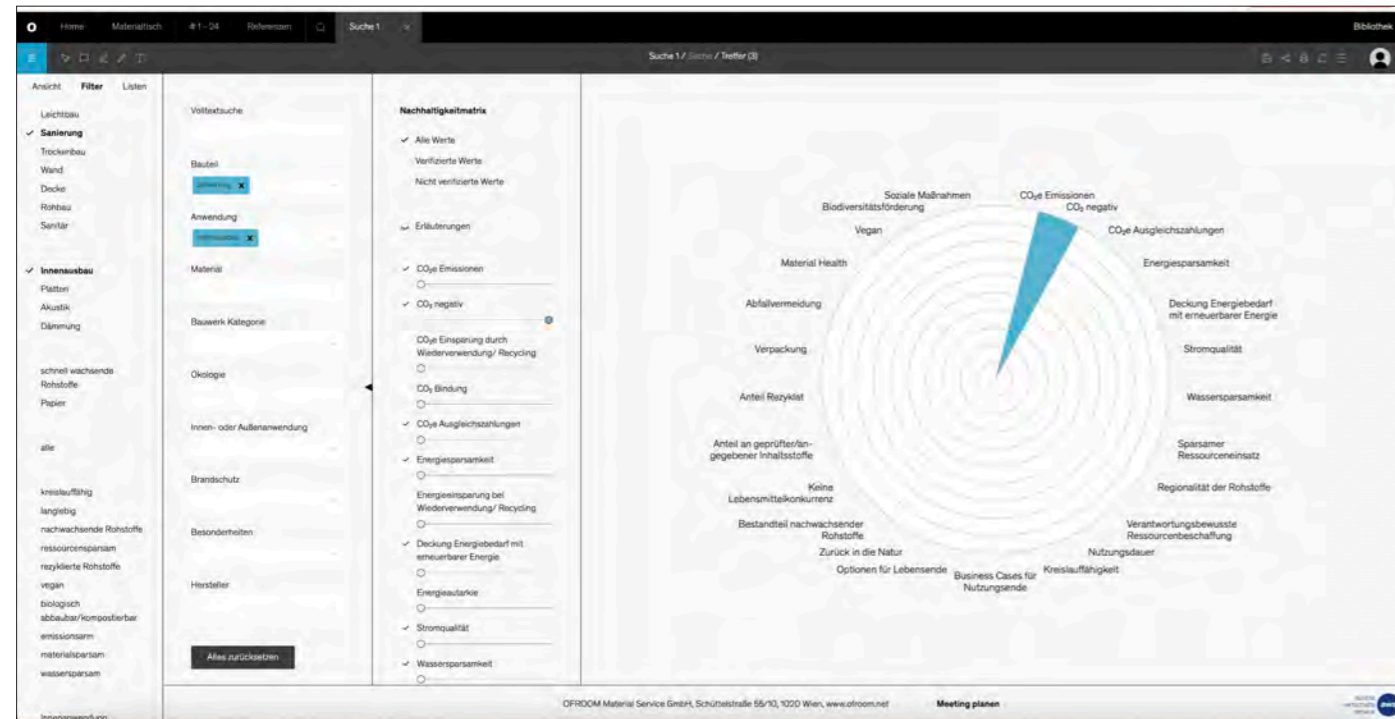 Home Materialtisch #1–24 Referenzen Suche 1 × Bibliothek
Suche 1 / Suche / Treffer (3)
Ansicht Filter Listen
Leichtbau
Sanierung
Trockenbau
Wand
Decke
Rohbau
Sanitär
Innenausbau
Platten
Akustik
Dämmung
schnell wachsende
Rohstoffe
Papier
alle
kreislauffähig
langlebig
nachwachsende Rohstoffe
ressourcensparsam
rezyklierte Rohstoffe
vegan
biologisch
abbaubar/kompostierbar
emissionsarm
materialsparsam
wassersparsam
Innenanwendung
Volltextsuche
Bauteil
Sanierung x
Anwendung
Innenausbau x
Material
Bauwerk Kategorie
Ökologie
Innen- oder Außenanwendung
Brandschutz
Besonderheiten
Hersteller
Alles zurücksetzen
Nachhaltigkeitmatrix
Alle Werte
Verifizierte Werte
Nicht verifizierte Werte
Erläuterungen
CO₂e Emissionen
CO₂ negativ
CO₂e Einsparung durch
Wiederverwendung/ Recycling
CO₂ Bindung
CO₂e Ausgleichszahlungen
Energiesparsamkeit
Energieeinsparung bei
Wiederverwendung/ Recycling
Deckung Energiebedarf mit
erneuerbarer Energie
Energieautarkie
Stromqualität
Wassersparsamkeit
Soziale Maßnahmen
Biodiversitätsförderung
Vegan
Material Health
Abfallvermeidung
Verpackung
Anteil Rezyklat
Anteil an geprüfter/an-
gegebener Inhaltsstoffe
Keine
Lebensmittelkonkurrenz
Bestandteil nachwachsender
Rohstoffe
Zurück in die Natur
Optionen für Lebensende
Business Cases für
Nutzungsende
CO₂e Emissionen
CO₂ negativ
CO₂e Ausgleichszahlungen
Energiesparsamkeit
Deckung Energiebedarf
mit erneuerbarer Energie
Stromqualität
Wassersparsamkeit
Sparsamer
Ressourceneinsatz
Regionalität der Rohstoffe
Verantwortungsbewusste
Ressourcenbeschaffung
Nutzungsdauer
Kreislauffähigkeit
OFROOM Material Service GmbH, Schüttelstraße 55/10, 1020 Wien, www.ofroom.net Meeting planen